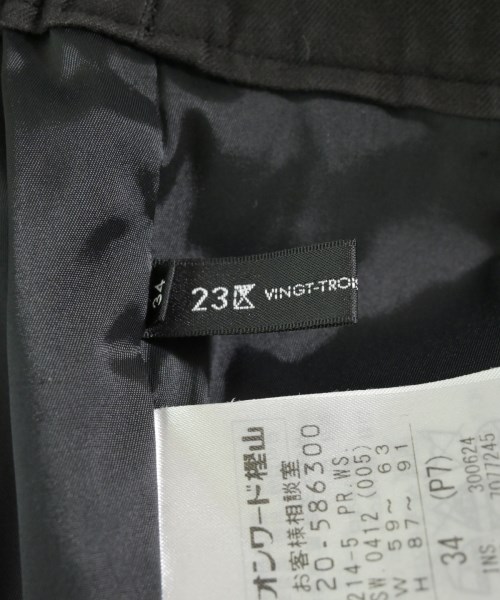 34
23区 VINGT-TROIS
オンワード樫山
お客様相談室
20-586300
214-5 PR.WS.
SW.0412 (005)
W 59~ 63
H 87~ 91
34 (P7)
300624
INS 1077245